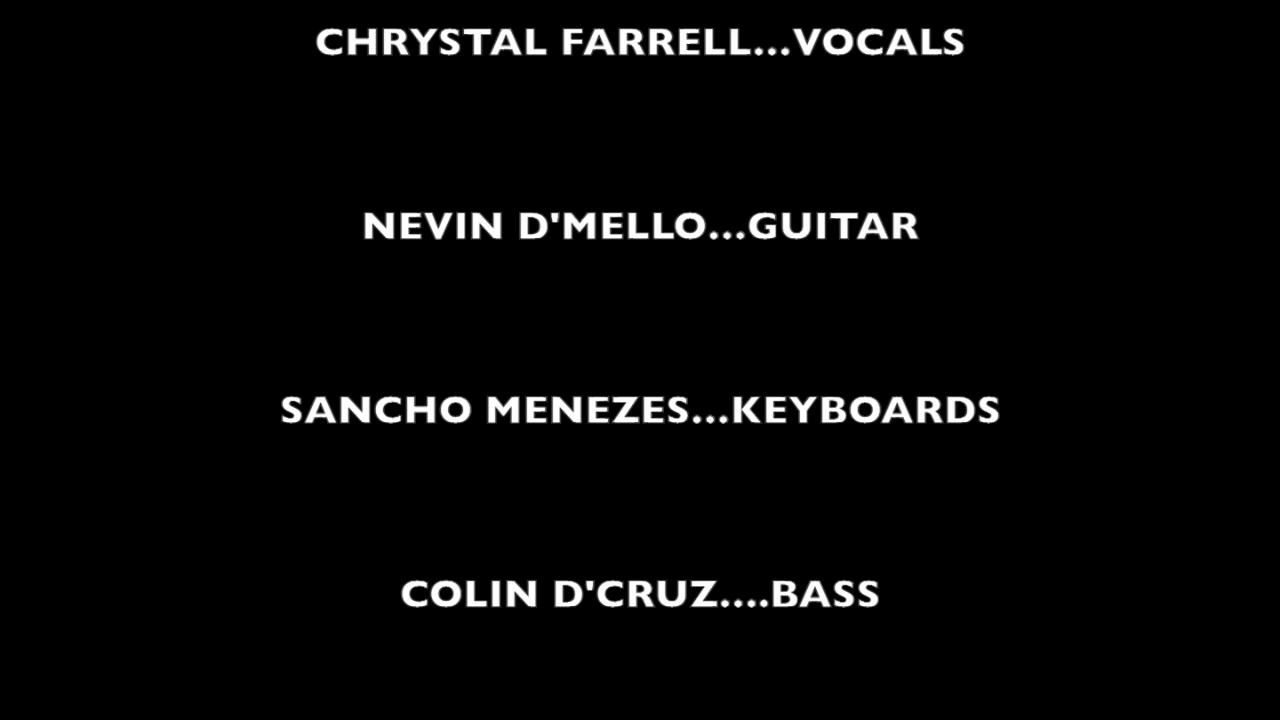 CHRYSTAL FARRELL...VOCALS
NEVIN D'MELLO...GUITAR
SANCHO MENEZES...KEYBOARDS
COLIN D'CRUZ....BASS